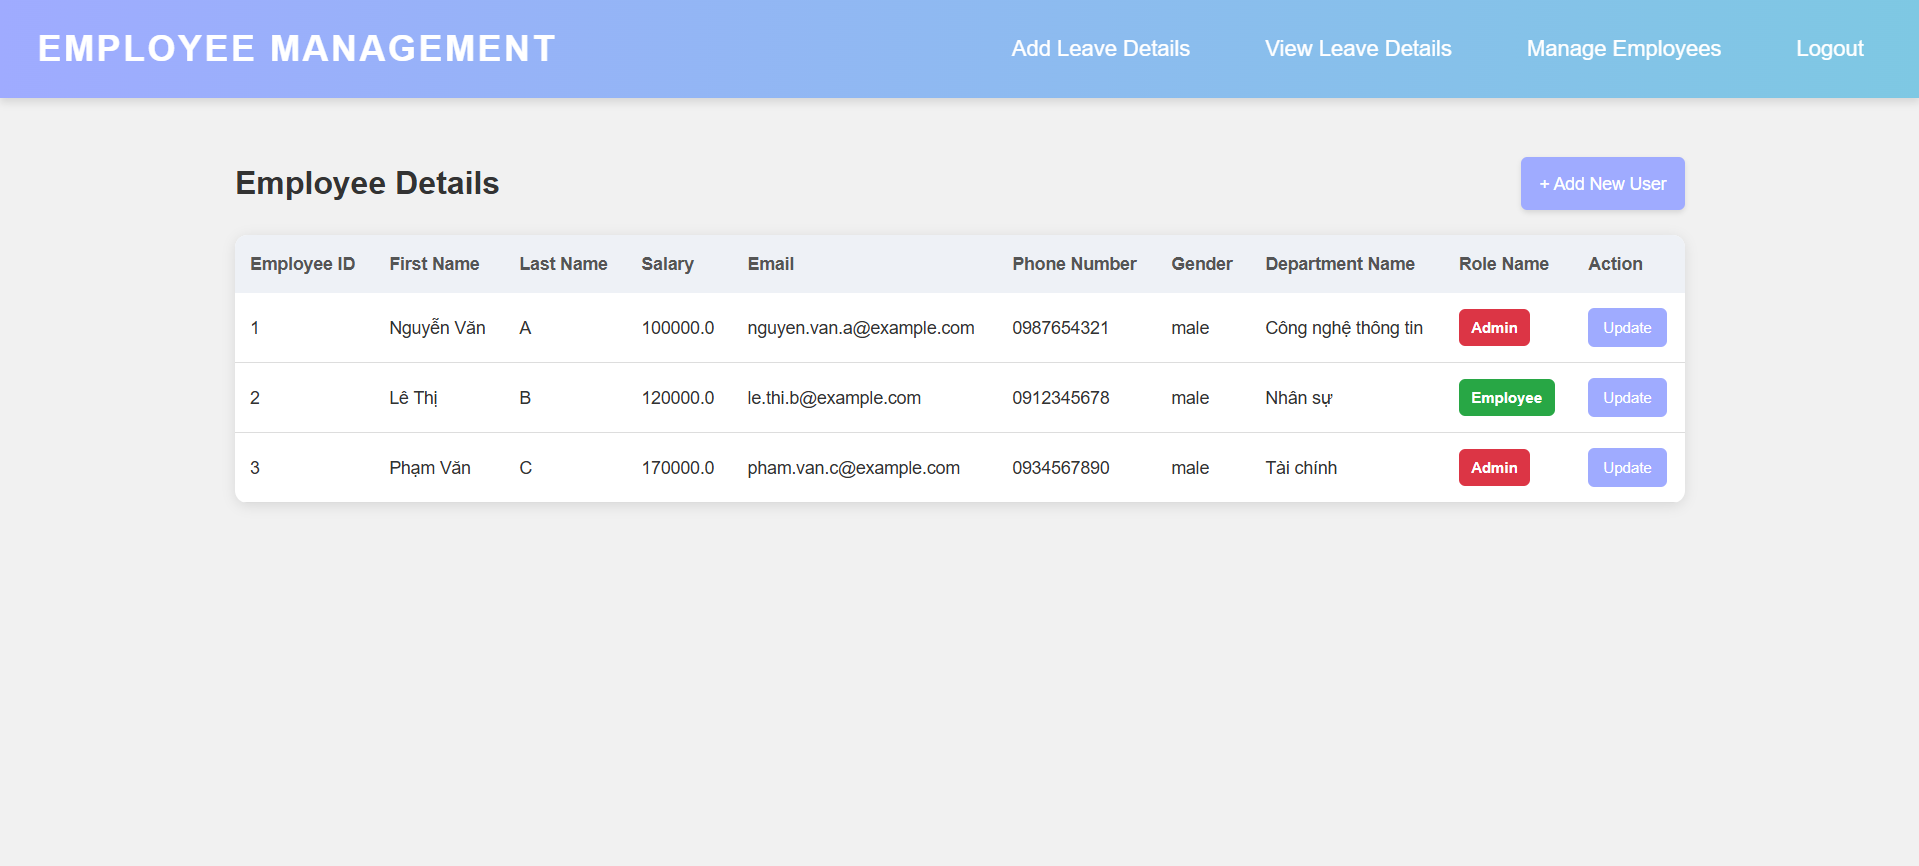 EMPLOYEE MANAGEMENT Add Leave Details View Leave Details Manage Employees Logout
Employee Details + Add New User
Employee ID First Name Last Name Salary Email Phone Number Gender Department Name Role Name Action
1 Nguyễn Văn A 100000.0 nguyen.van.a@example.com 0987654321 male Công nghệ thông tin Admin Update
2 Lê Thị B 120000.0 le.thi.b@example.com 0912345678 male Nhân sự Employee Update
3 Phạm Văn C 170000.0 pham.van.c@example.com 0934567890 male Tài chính Admin Update